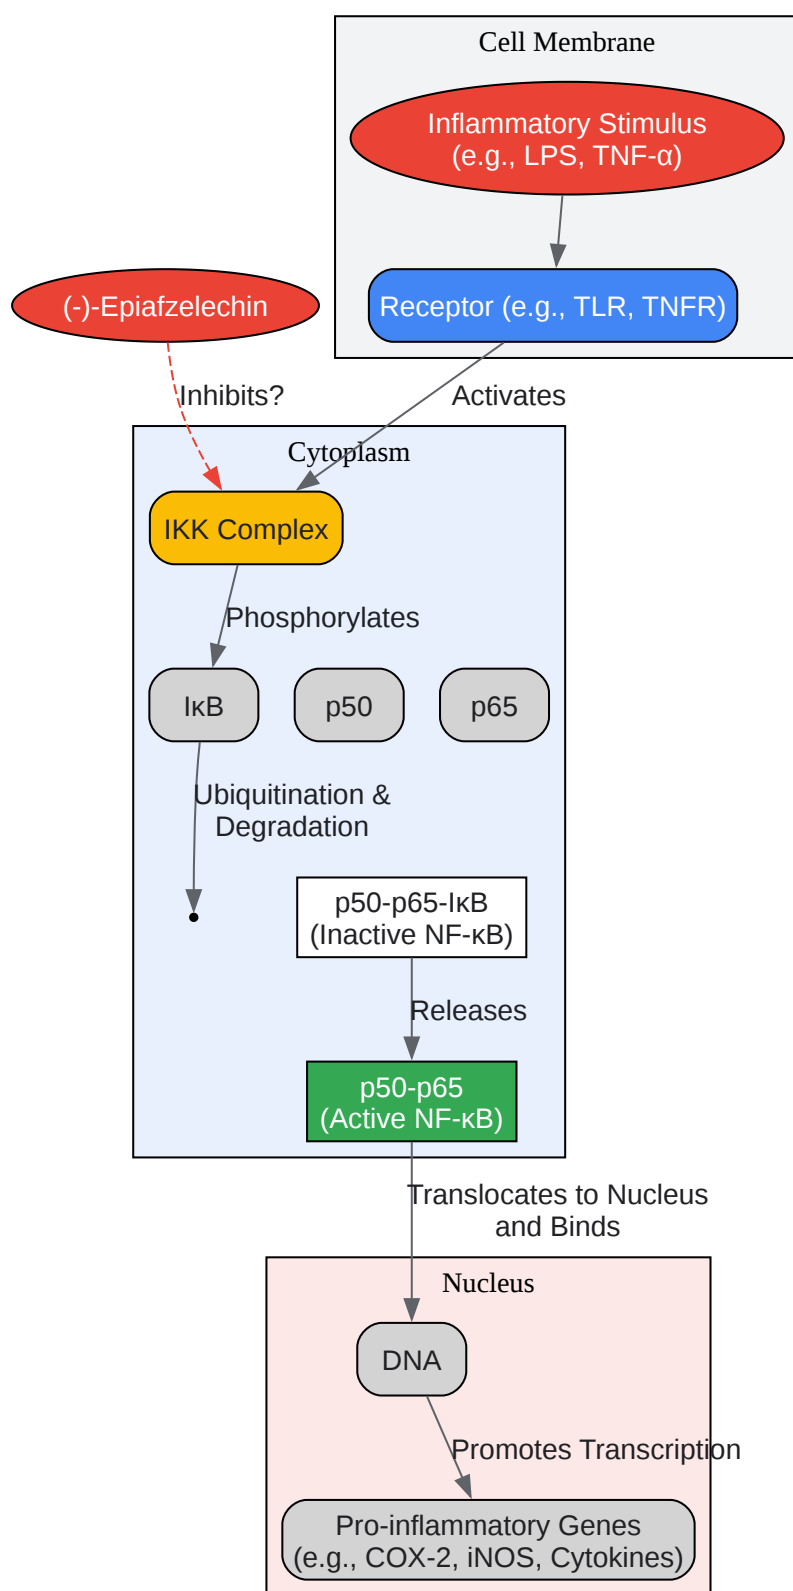 Cell Membrane
Inflammatory Stimulus
(e.g., LPS, TNF-α)
(-)-Epiafzelechin
Receptor (e.g., TLR, TNFR)
Inhibits?
Activates
Cytoplasm
IKK Complex
Phosphorylates
IκB
p50
p65
Ubiquitination &
Degradation
p50-p65-IκB
(Inactive NF-κB)
Releases
p50-p65
(Active NF-κB)
Translocates to Nucleus
and Binds
Nucleus
DNA
Promotes Transcription
Pro-inflammatory Genes
(e.g., COX-2, iNOS, Cytokines)